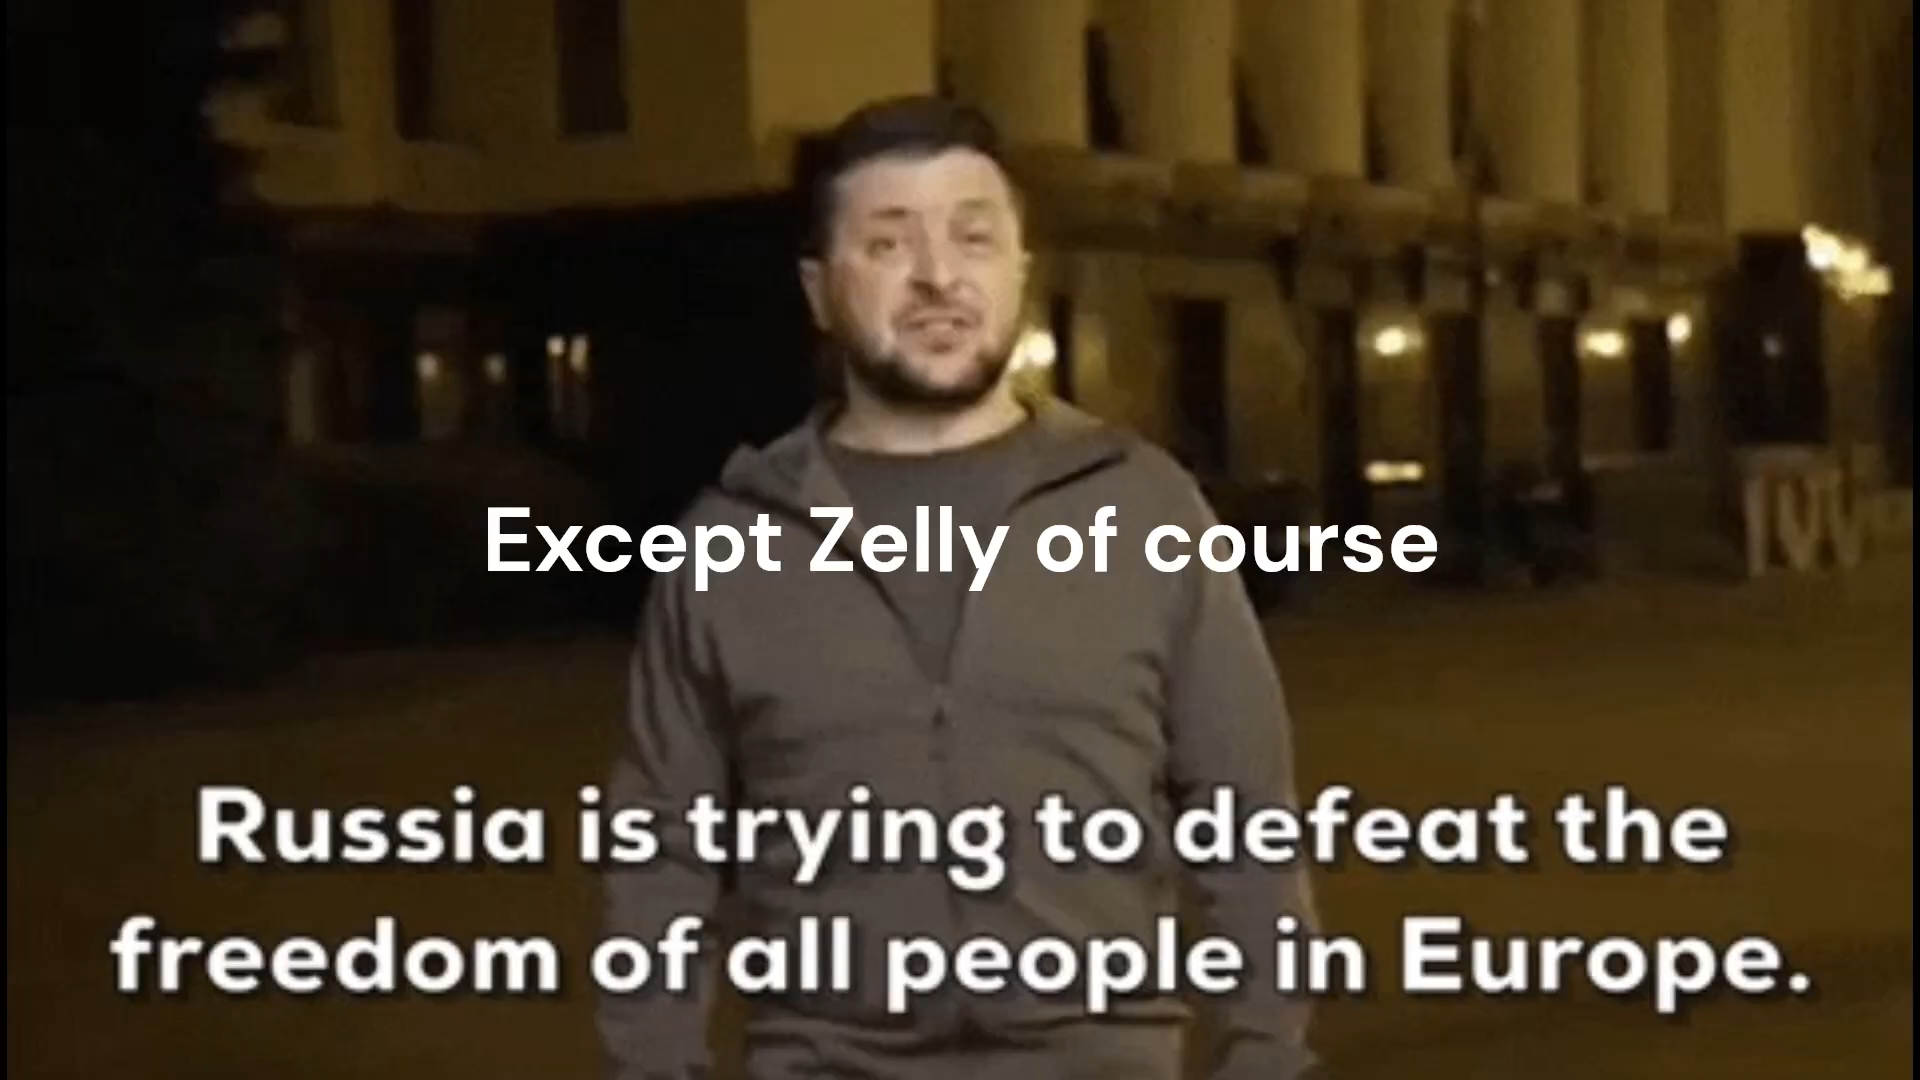 Except Zelly of course
Russia is trying to defeat the
freedom of all people in Europe.